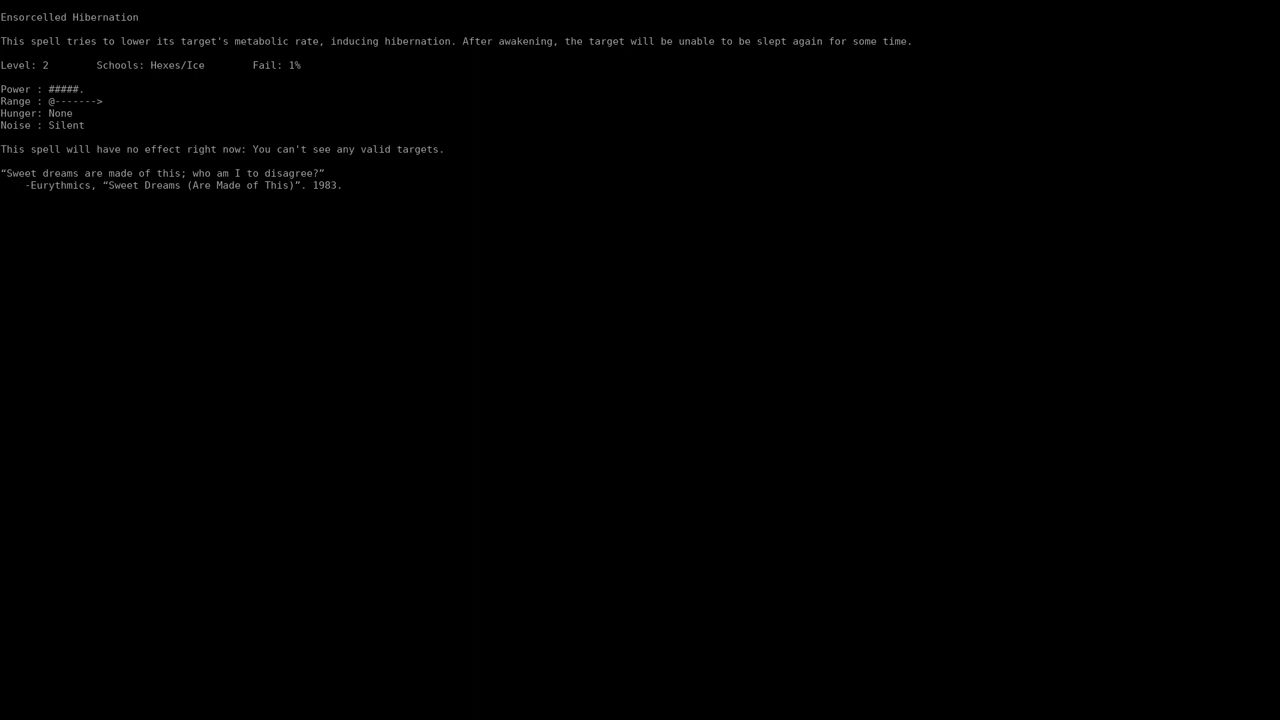 Ensorcelled Hibernation
This spell tries to lower its target's metabolic rate, inducing hibernation. After awakening, the target will be unable to be slept again for some time.
Level: 2        Schools: Hexes/Ice        Fail: 1%
Power : #####.
Range : @------->
Hunger: None
Noise : Silent
This spell will have no effect right now: You can't see any valid targets.
“Sweet dreams are made of this; who am I to disagree?”
    -Eurythmics, “Sweet Dreams (Are Made of This)”. 1983.